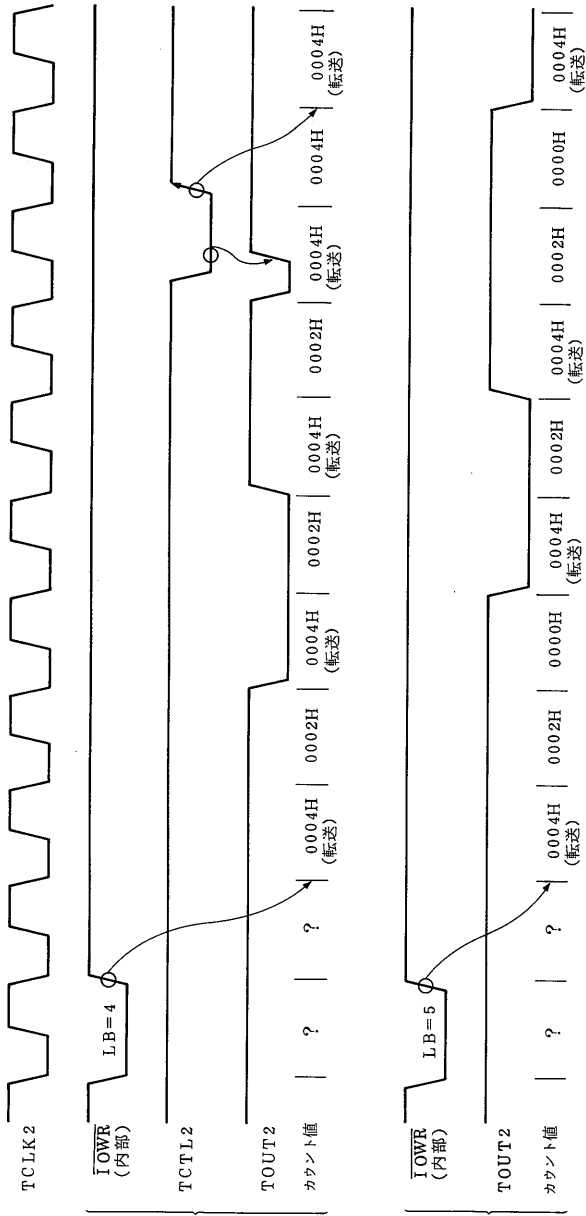 TCLK2
IOWR
(内部)
LB=4
TCTL2
TOUT2
カウント値
?
?
0004H
(転送)
0002H
0004H
(転送)
0002H
0004H
(転送)
0002H
0004H
(転送)
0004H
0004H
(転送)
IOWR
(内部)
LB=5
TOUT2
カウント値
?
?
0004H
(転送)
0002H
0000H
0004H
(転送)
0002H
0004H
(転送)
0002H
0000H
0004H
(転送)